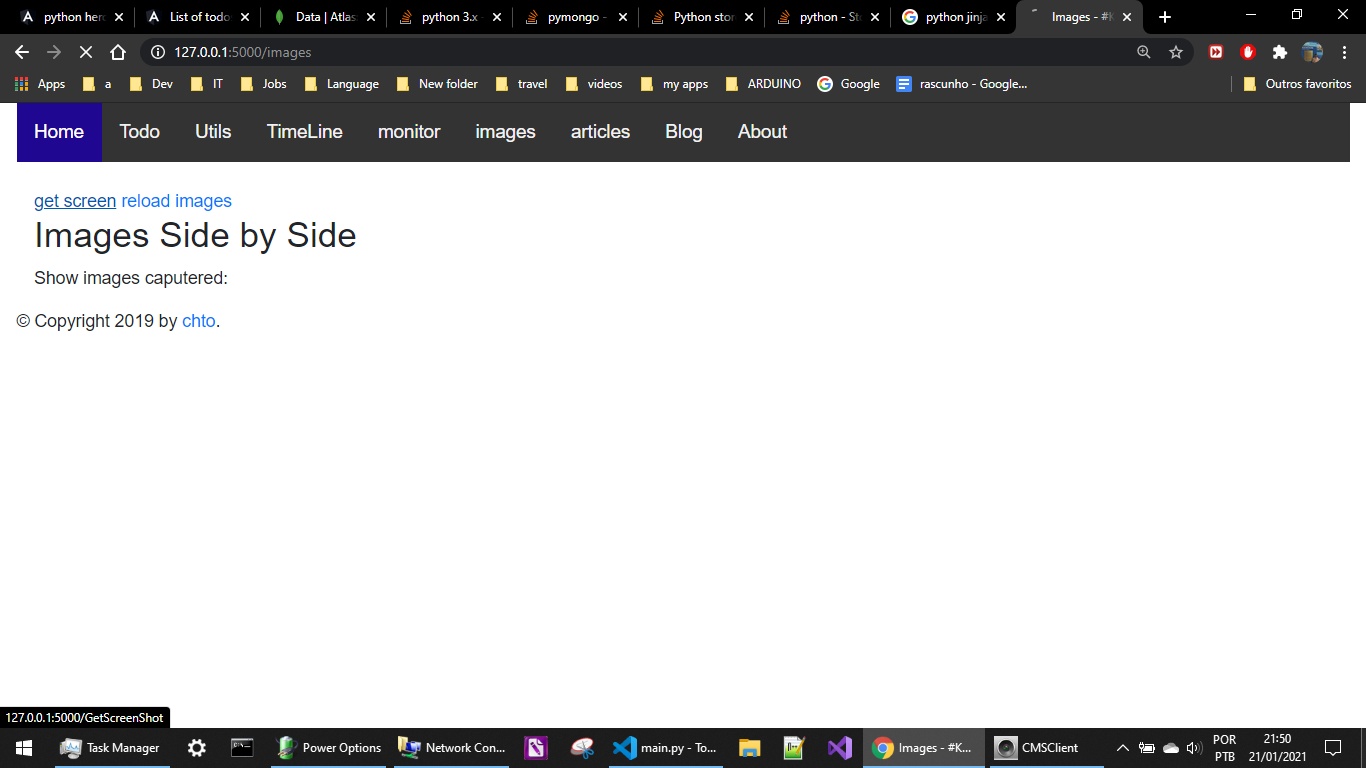 python herc
List of todo
Data | Atlas
python 3.x -
pymongo -
Python stor
python - St
python jinja
Images - #K
127.0.0.1:5000/images
Apps
a
Dev
IT
Jobs
Language
New folder
travel
videos
my apps
ARDUINO
Google
rascunho - Google...
Outros favoritos
Home
Todo
Utils
TimeLine
monitor
images
articles
Blog
About
get screen reload images
Images Side by Side
Show images caputered:
© Copyright 2019 by chto.
127.0.0.1:5000/GetScreenShot
Task Manager
Power Options
Network Con...
main.py - To...
Images - #K...
CMSClient
POR
PTB
21:50
21/01/2021